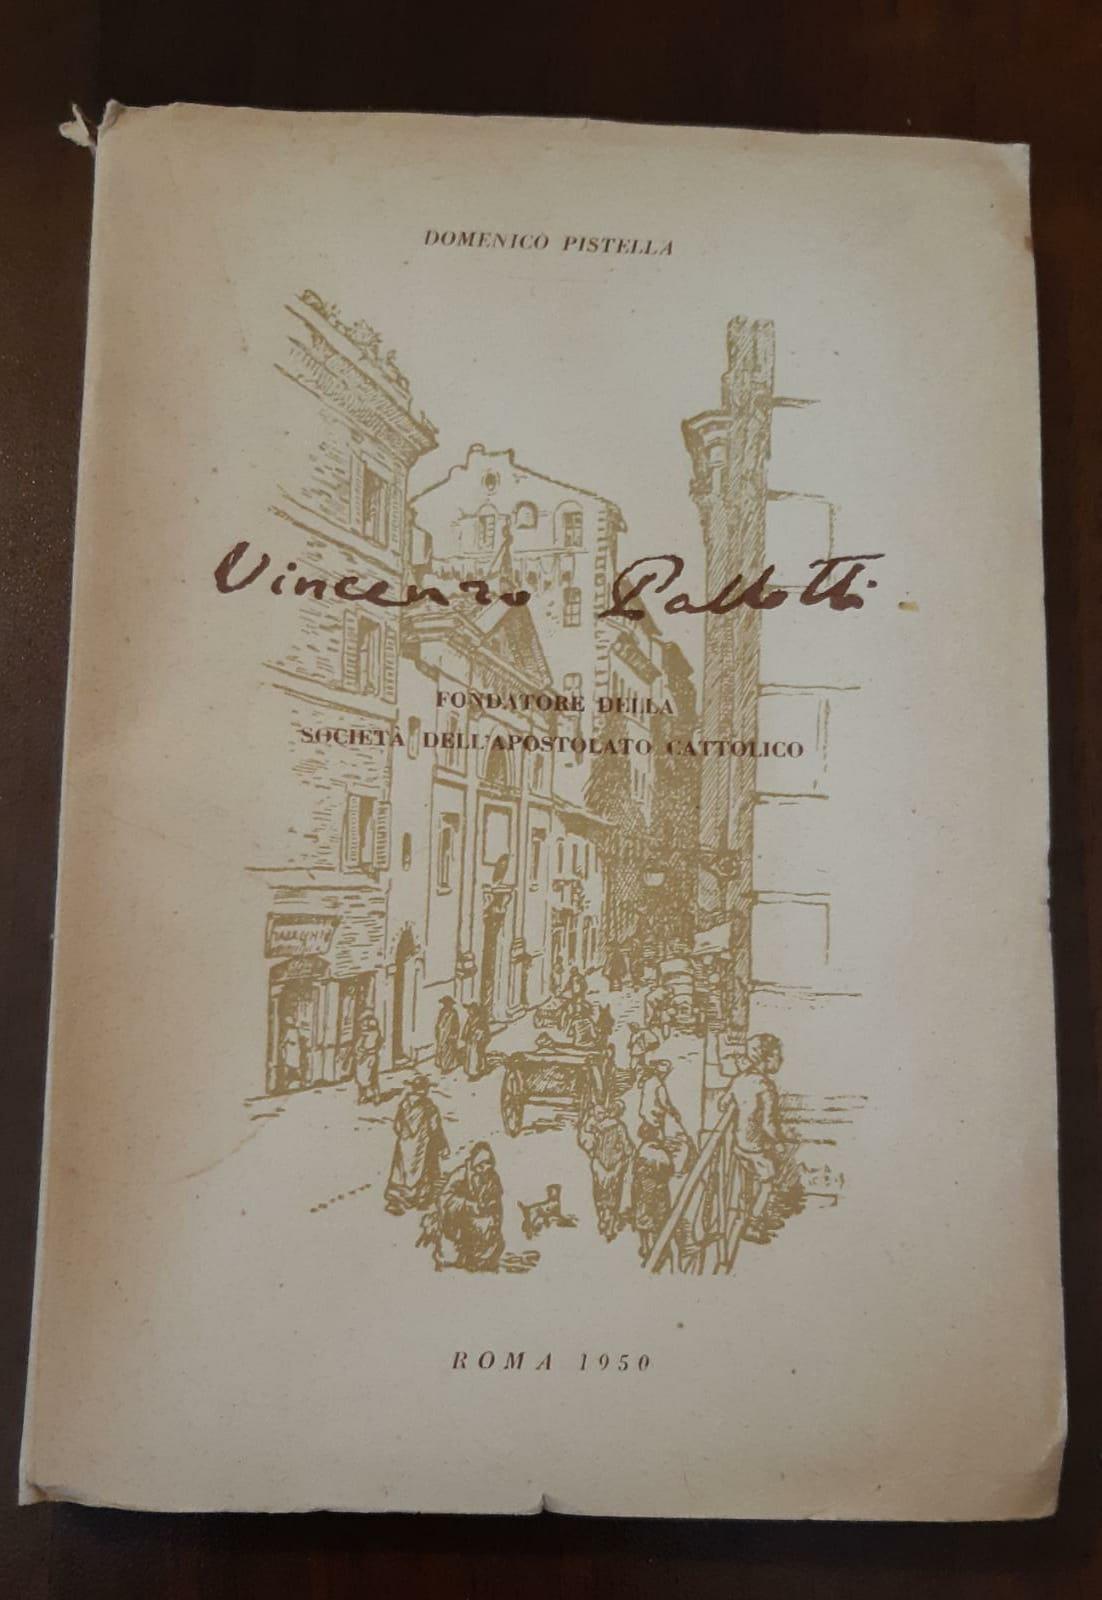 DOMENICO PISTELLA
Vincenzo Pallotti
FONDATORE DELLA
SOCIETÀ DELL'APOSTOLATO CATTOLICO
ROMA 1950